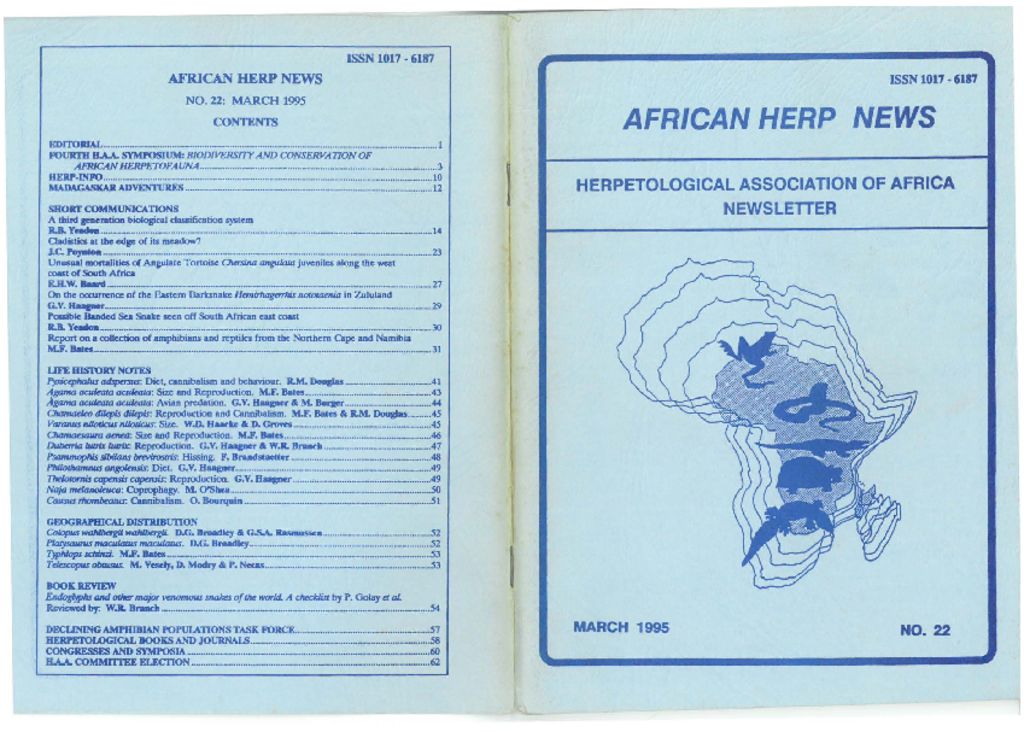 ISSN 1017 - 6187
AFRICAN HERP NEWS
NO. 22: MARCH 1995
CONTENTS
EDITORIAL ... 1
FOURTH H.A.A. SYMPOSIUM: BIODIVERSITY AND CONSERVATION OF
AFRICAN HERPETOFAUNA ... 3
HERP-INFO ... 10
MADAGASKAR ADVENTURES ... 12
SHORT COMMUNICATIONS
A third generation biological classification system
R.B. Yeadon ... 14
Cladistics at the edge of its meadow?
J.C. Poynton ... 23
Unusual mortalities of Angulate Tortoise Chersina angulata juveniles along the west
coast of South Africa
E.H.W. Baard ... 27
On the occurrence of the Eastern Barksnake Hemirhagerrhis nototaenia in Zululand
G.V. Haagner ... 29
Possible Banded Sea Snake seen off South African east coast
R.B. Yeadon ... 30
Report on a collection of amphibians and reptiles from the Northern Cape and Namibia
M.F. Bates ... 31
LIFE HISTORY NOTES
Pyxicephalus adspersus: Diet, cannibalism and behaviour. R.M. Douglas ... 41
Agama aculeata aculeata: Size and Reproduction. M.F. Bates ... 43
Agama aculeata aculeata: Avian predation. G.V. Haagner & M. Burger ... 44
Chamaeleo dilepis dilepis: Reproduction and Cannibalism. M.F. Bates & R.M. Douglas ... 45
Varanus niloticus niloticus: Size. W.D. Haacke & D. Groves ... 45
Chamaesaura aenea: Size and Reproduction. M.F. Bates ... 46
Duberria lutrix lutrix: Reproduction. G.V. Haagner & W.R. Branch ... 47
Psammophis sibilans brevirostris: Hissing. F. Brandstaetter ... 48
Philothamnus angolensis: Diet. G.V. Haagner ... 49
Thelotornis capensis capensis: Reproduction. G.V. Haagner ... 49
Naja melanoleuca: Coprophagy. M. O'Shea ... 50
Causus rhombeatus: Cannibalism. O. Bourquin ... 51
GEOGRAPHICAL DISTRIBUTION
Colopus wahlbergii wahlbergii. D.G. Broadley & G.S.A. Rasmussen ... 52
Platysaurus maculatus maculatus. D.G. Broadley ... 52
Typhlops schinzi. M.F. Bates ... 53
Telescopus obtusus. M. Vesely, D. Modry & P. Necas ... 53
BOOK REVIEW
Endoglyphs and other major venomous snakes of the world. A checklist by P. Golay et al.
Reviewed by: W.R. Branch ... 54
DECLINING AMPHIBIAN POPULATIONS TASK FORCE ... 57
HERPETOLOGICAL BOOKS AND JOURNALS ... 58
CONGRESSES AND SYMPOSIA ... 60
H.A.A. COMMITTEE ELECTION ... 62
ISSN 1017 - 6187
AFRICAN HERP NEWS
HERPETOLOGICAL ASSOCIATION OF AFRICA
NEWSLETTER
MARCH 1995
NO. 22